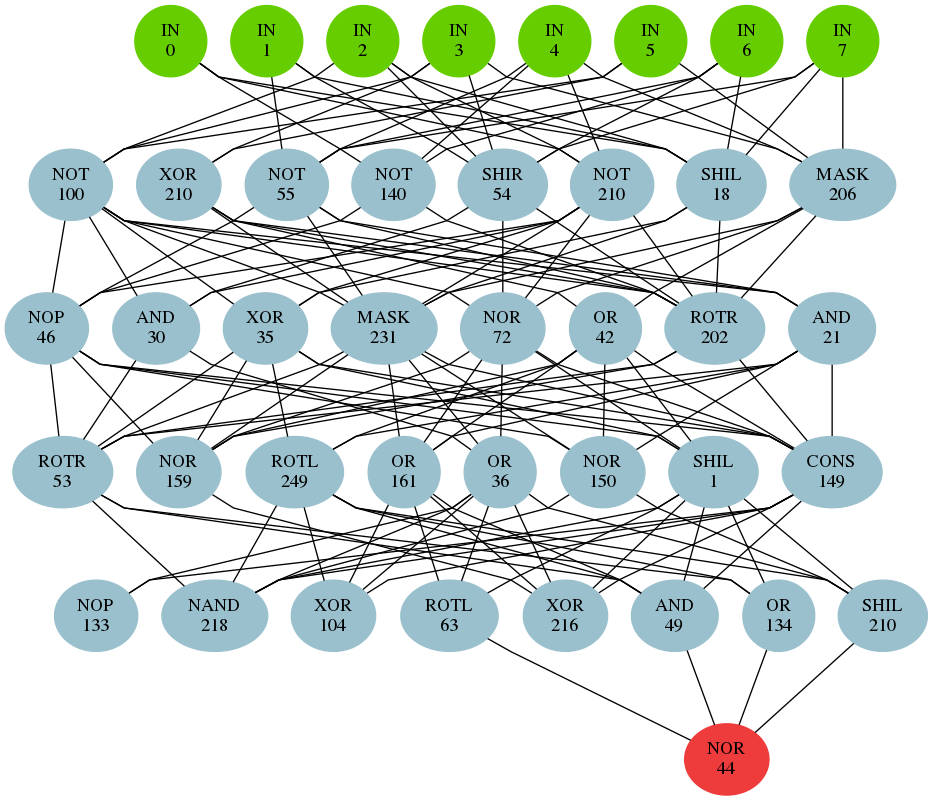 IN
0
IN
1
IN
2
IN
3
IN
4
IN
5
IN
6
IN
7
NOT
100
XOR
210
NOT
55
NOT
140
SHIR
54
NOT
210
SHIL
18
MASK
206
NOP
46
AND
30
XOR
35
MASK
231
NOR
72
OR
42
ROTR
202
AND
21
ROTR
53
NOR
159
ROTL
249
OR
161
OR
36
NOR
150
SHIL
1
CONS
149
NOP
133
NAND
218
XOR
104
ROTL
63
XOR
216
AND
49
OR
134
SHIL
210
NOR
44